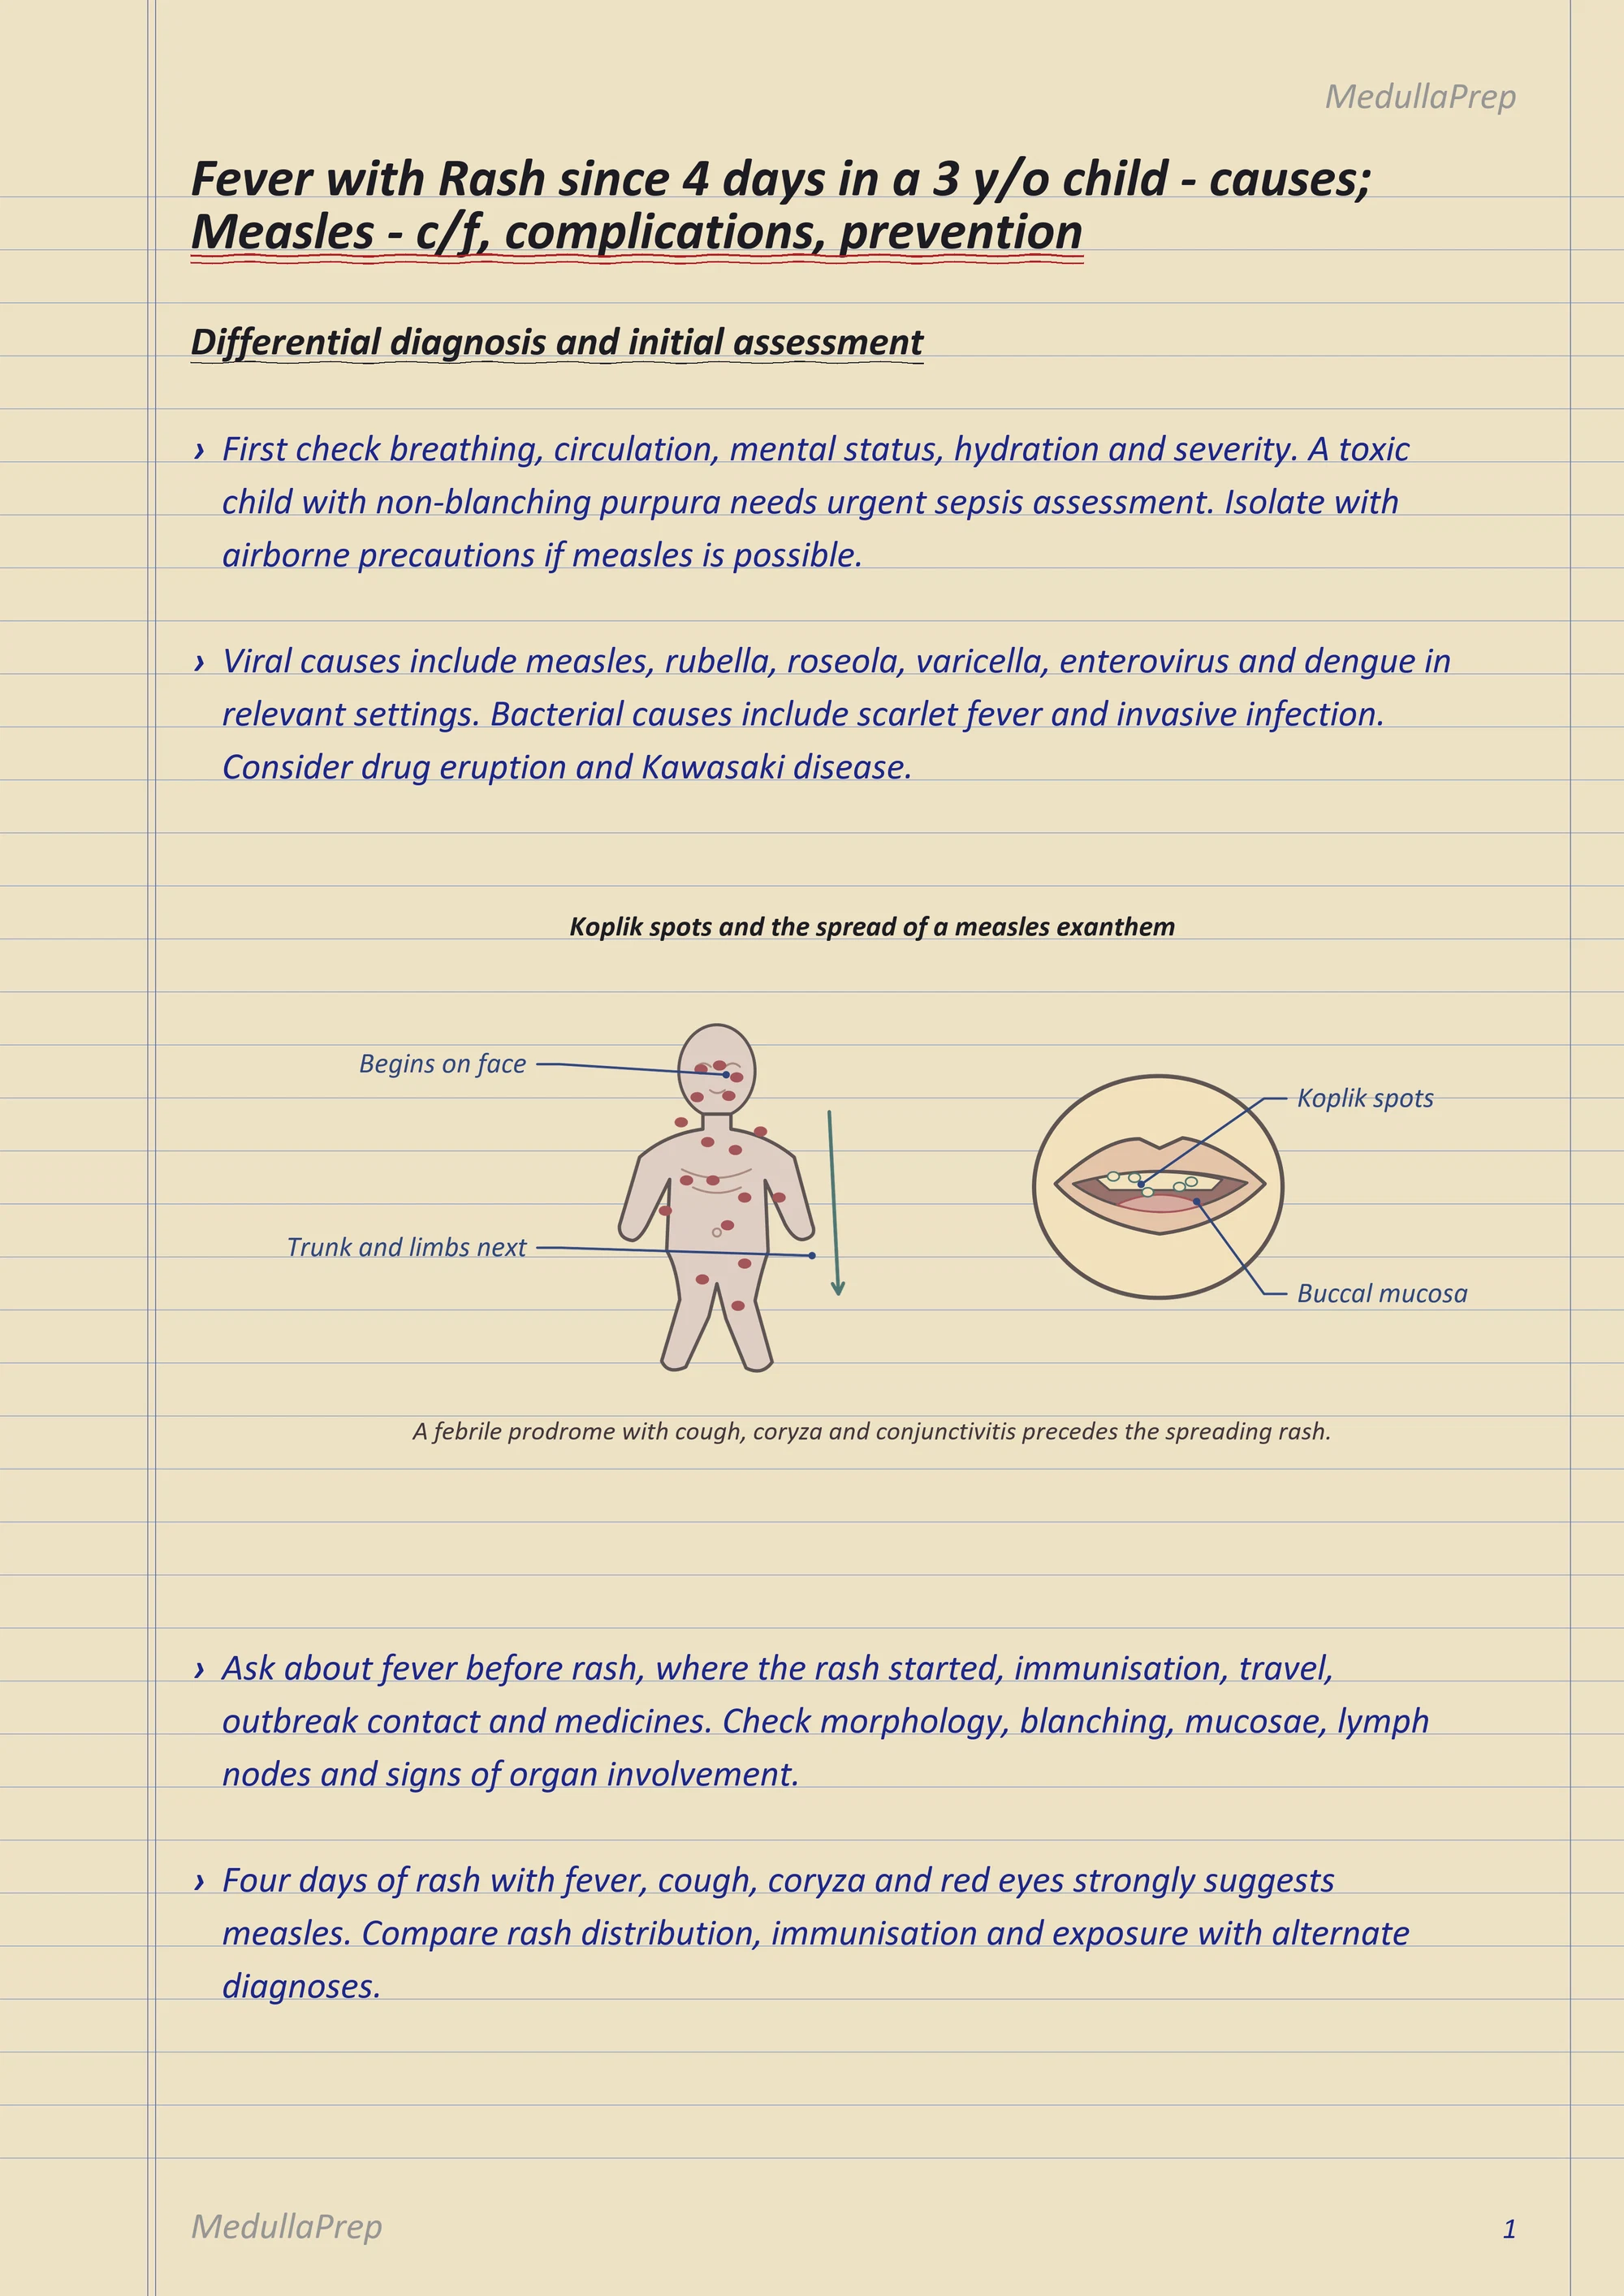 MedullaPrep
Fever with Rash since 4 days in a 3 y/o child - causes;
Measles - c/f, complications, prevention
Differential diagnosis and initial assessment
› First check breathing, circulation, mental status, hydration and severity. A toxic
child with non-blanching purpura needs urgent sepsis assessment. Isolate with
airborne precautions if measles is possible.
› Viral causes include measles, rubella, roseola, varicella, enterovirus and dengue in
relevant settings. Bacterial causes include scarlet fever and invasive infection.
Consider drug eruption and Kawasaki disease.
Koplik spots and the spread of a measles exanthem
Begins on face
Trunk and limbs next
Koplik spots
Buccal mucosa
A febrile prodrome with cough, coryza and conjunctivitis precedes the spreading rash.
› Ask about fever before rash, where the rash started, immunisation, travel,
outbreak contact and medicines. Check morphology, blanching, mucosae, lymph
nodes and signs of organ involvement.
› Four days of rash with fever, cough, coryza and red eyes strongly suggests
measles. Compare rash distribution, immunisation and exposure with alternate
diagnoses.
MedullaPrep
1